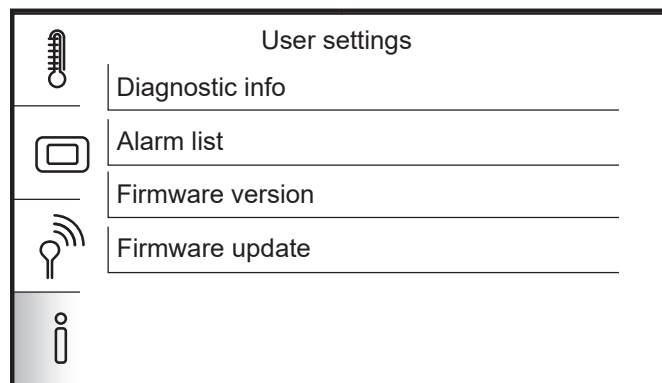 User settings
Diagnostic info
Alarm list
Firmware version
Firmware update